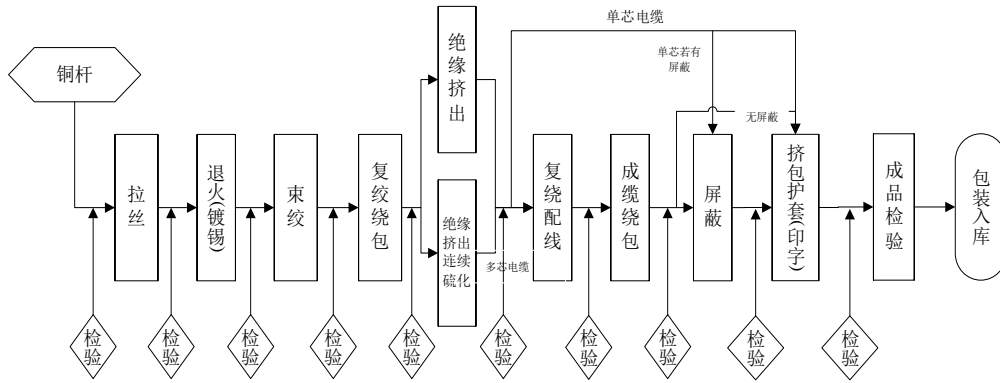 铜杆
拉丝
退火(镀锡)
束绞
复绞绕包
绝缘挤出
绝缘
挤出
连续
硫化
单芯电缆
单芯若有
屏蔽
无屏蔽
多芯电缆
复绕配线
成缆绕包
屏蔽
挤包护套(印字)
成品检验
包装入库
检验
检验
检验
检验
检验
检验
检验
检验
检验
检验